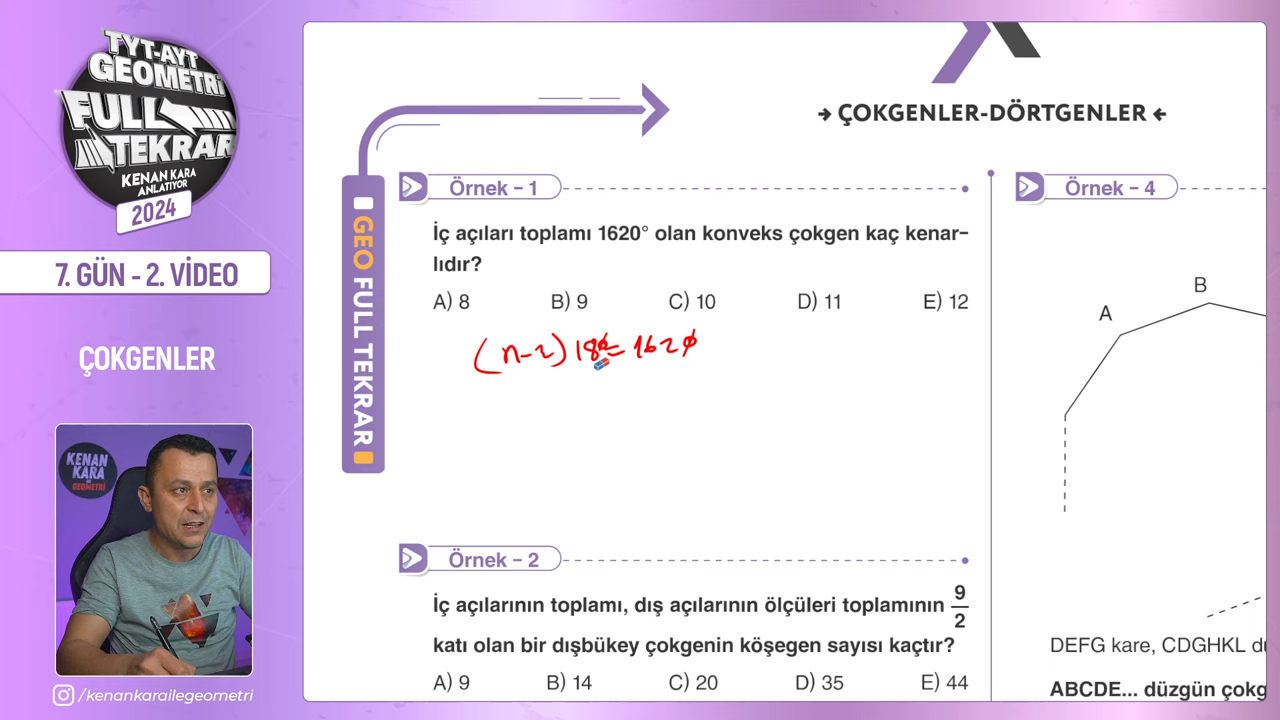 TYT-AYT
GEOMETRİ
FULL
TEKRAR
KENAN KARA
ANLATIYOR
2024
7. GÜN - 2. VİDEO
ÇOKGENLER
KENAN
KARA
İLE
GEOMETRİ
/kenankarailegeometri
GEO FULL TEKRAR
→ ÇOKGENLER-DÖRTGENLER ←
Örnek - 1
İç açıları toplamı 1620° olan konveks çokgen kaç kenar-
lıdır?
A) 8 B) 9 C) 10 D) 11 E) 12
(n-2) 180 = 1620
Örnek - 2
İç açılarının toplamı, dış açılarının ölçüleri toplamının 9/2
katı olan bir dışbükey çokgenin köşegen sayısı kaçtır?
A) 9 B) 14 C) 20 D) 35 E) 44
Örnek - 4
B
A
DEFG kare, CDGHKL
ABCDE... düzgün